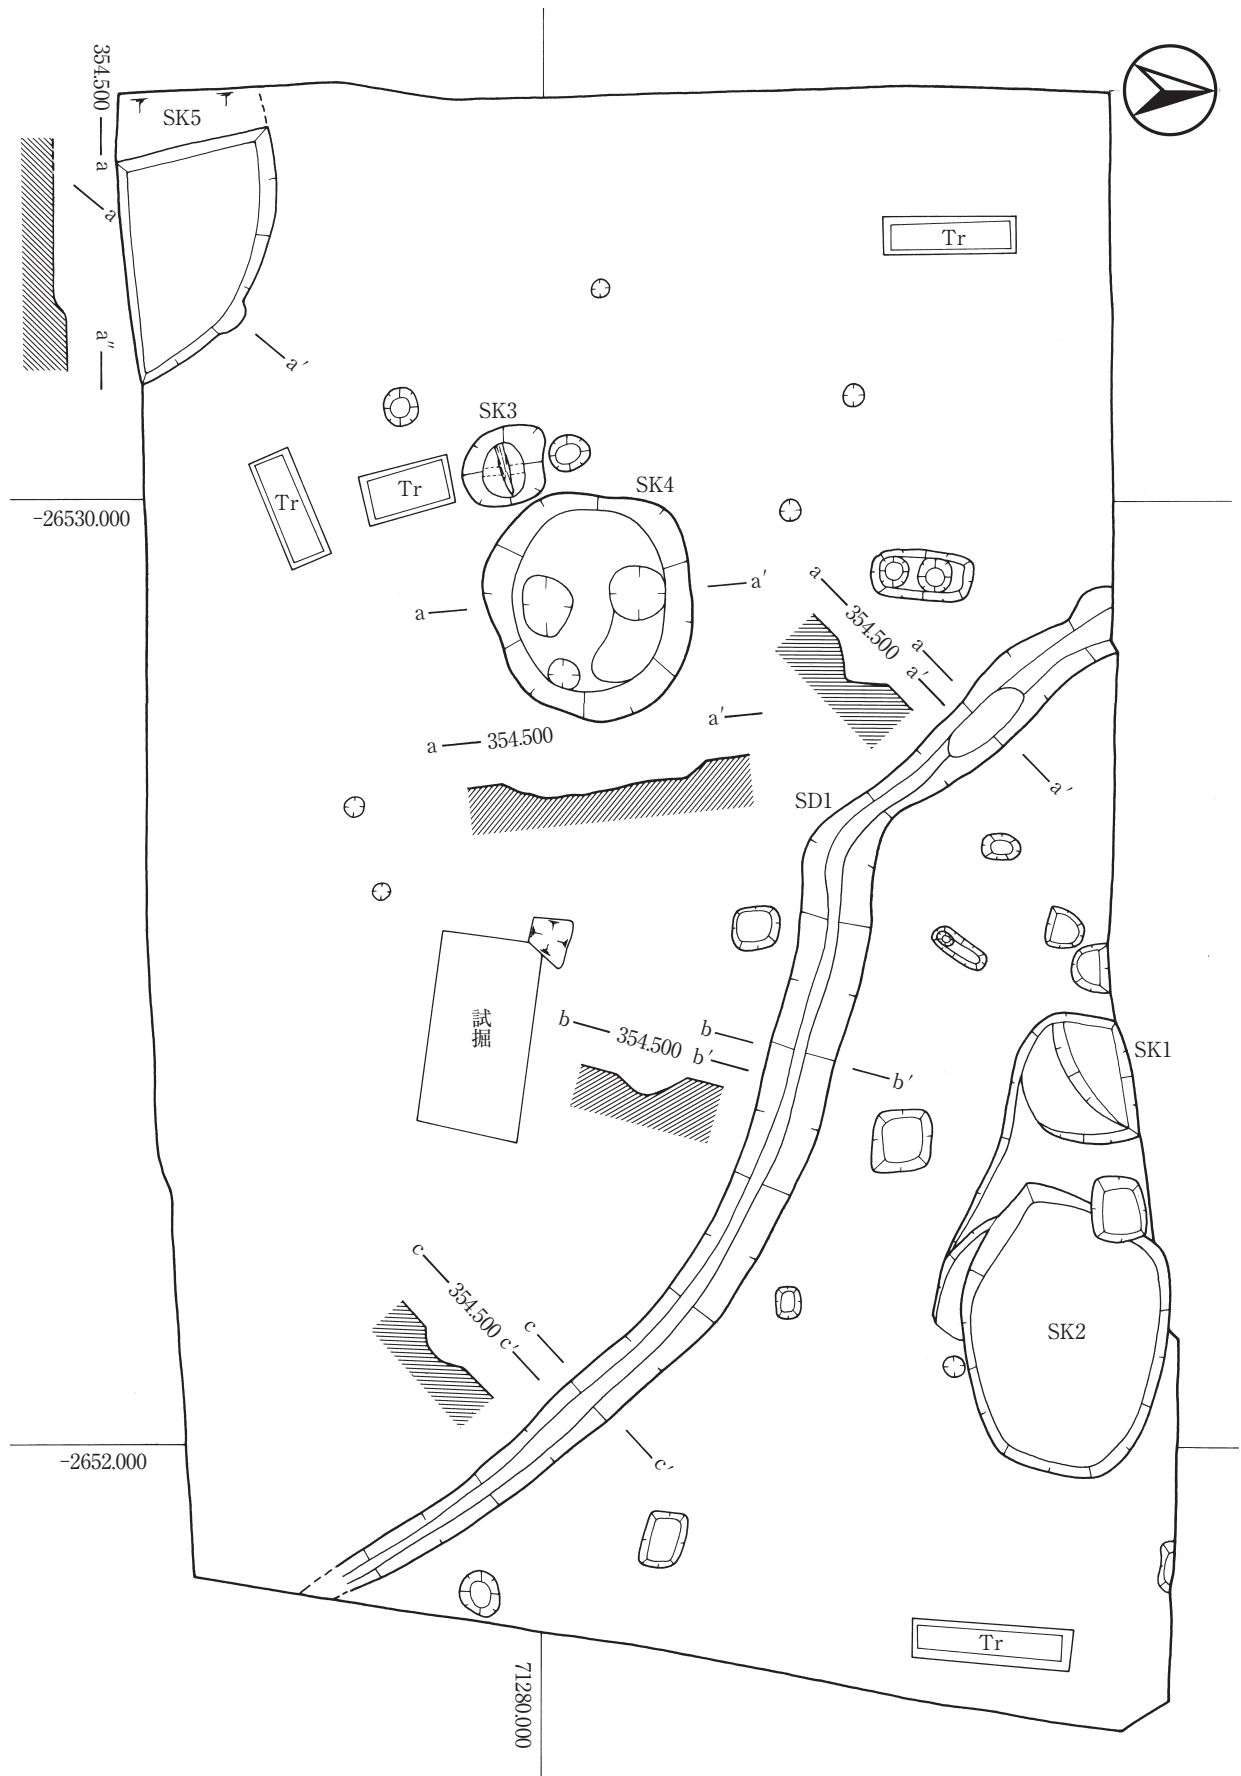 354.500
a
SK5
a
a″
a′
Tr
SK3
Tr
Tr
SK4
-26530.000
a
a′
a
354.500
a
a′
a′
a
354.500
a′
SD1
試掘
b
354.500
b
b′
b′
SK1
c
354.500
c′
c
SK2
c′
-2652.000
Tr
71280.000